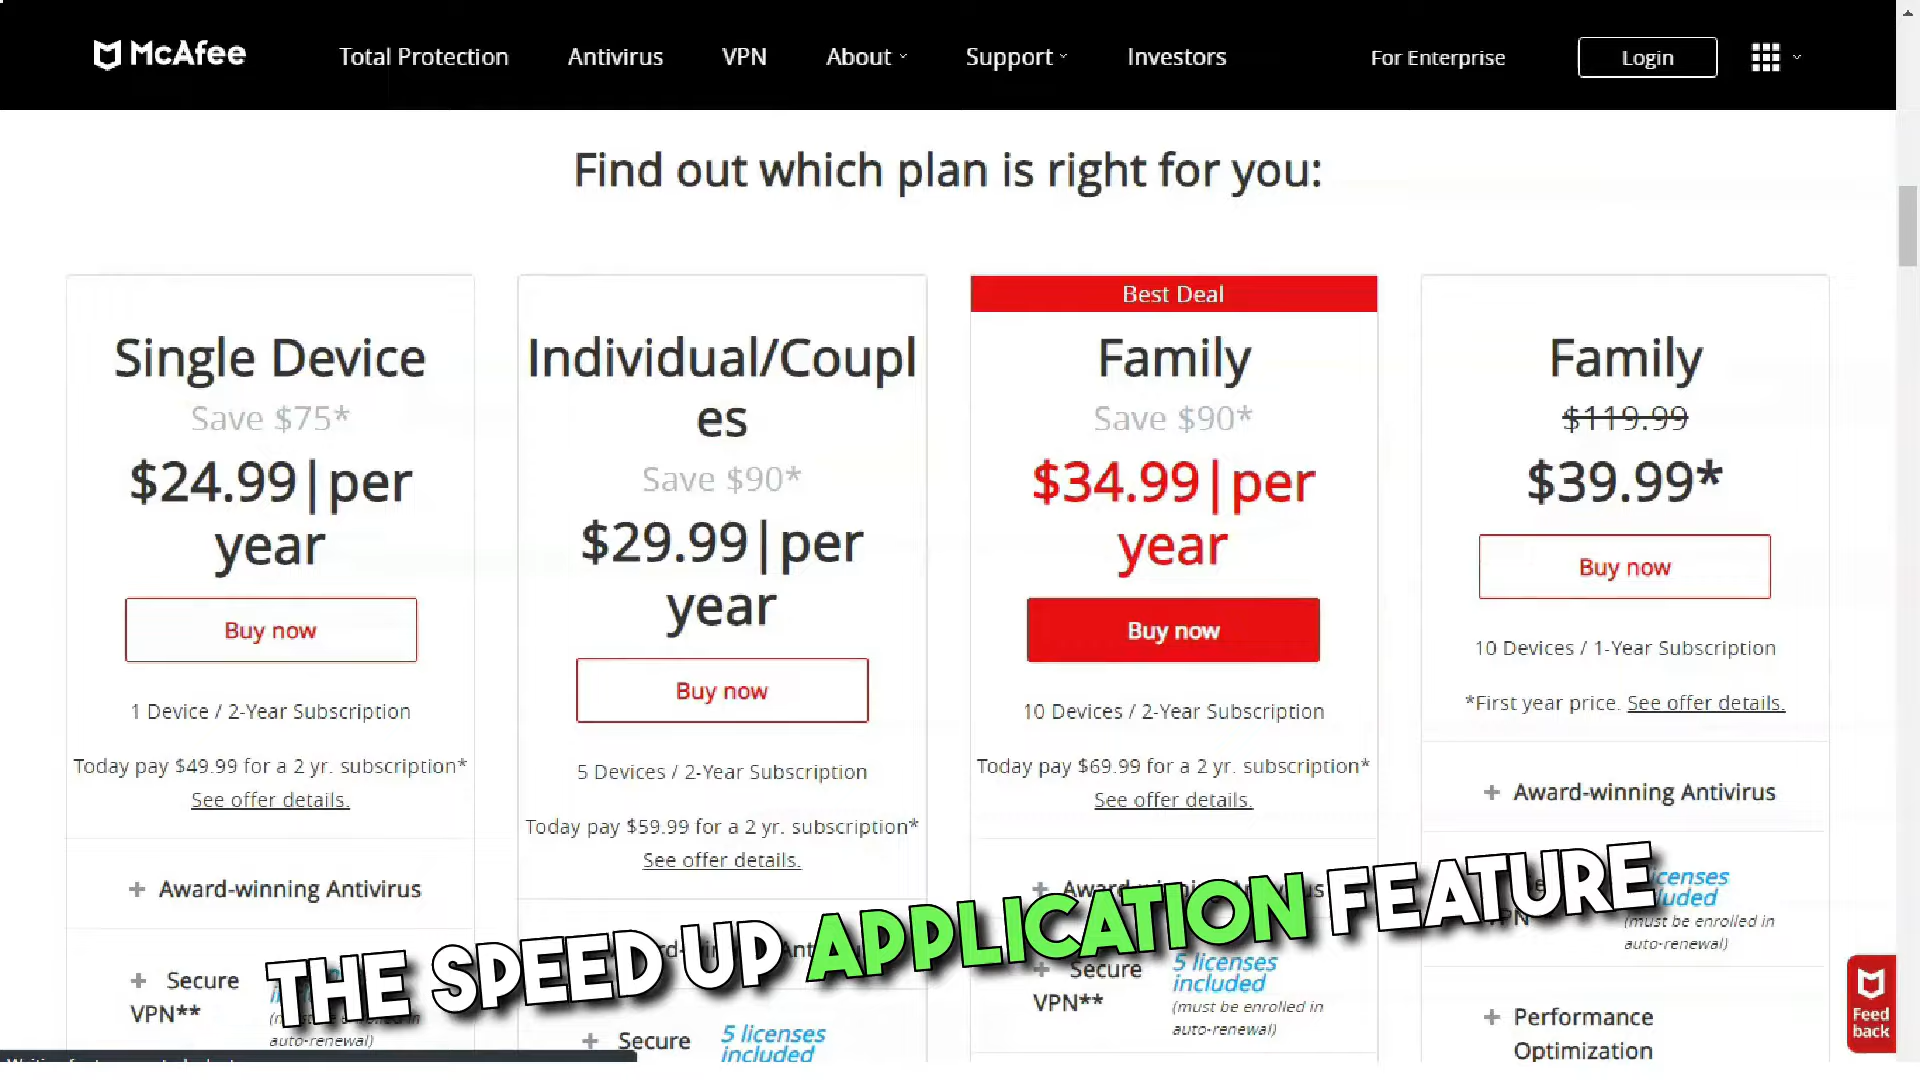 McAfee
Total Protection
Antivirus
VPN
About
Support
Investors
For Enterprise
Login
Find out which plan is right for you:
Single Device
Save $75*
$24.99|per
year
Buy now
1 Device / 2-Year Subscription
Today pay $49.99 for a 2 yr. subscription*
See offer details.
+ Award-winning Antivirus
+ Secure
VPN**
auto-renewal)
Individual/Coupl
es
Save $90*
$29.99|per
year
Buy now
5 Devices / 2-Year Subscription
Today pay $59.99 for a 2 yr. subscription*
See offer details.
+ Secure
5 licenses
included
Best Deal
Family
Save $90*
$34.99|per
year
Buy now
10 Devices / 2-Year Subscription
Today pay $69.99 for a 2 yr. subscription*
See offer details.
+ Secure
VPN**
5 licenses
included
(must be enrolled in
auto-renewal)
Family
$119.99
$39.99*
Buy now
10 Devices / 1-Year Subscription
*First year price. See offer details.
+ Award-winning Antivirus
(must be enrolled in
auto-renewal)
+ Performance
Optimization
THE SPEED UP APPLICATION FEATURE
Feed
back